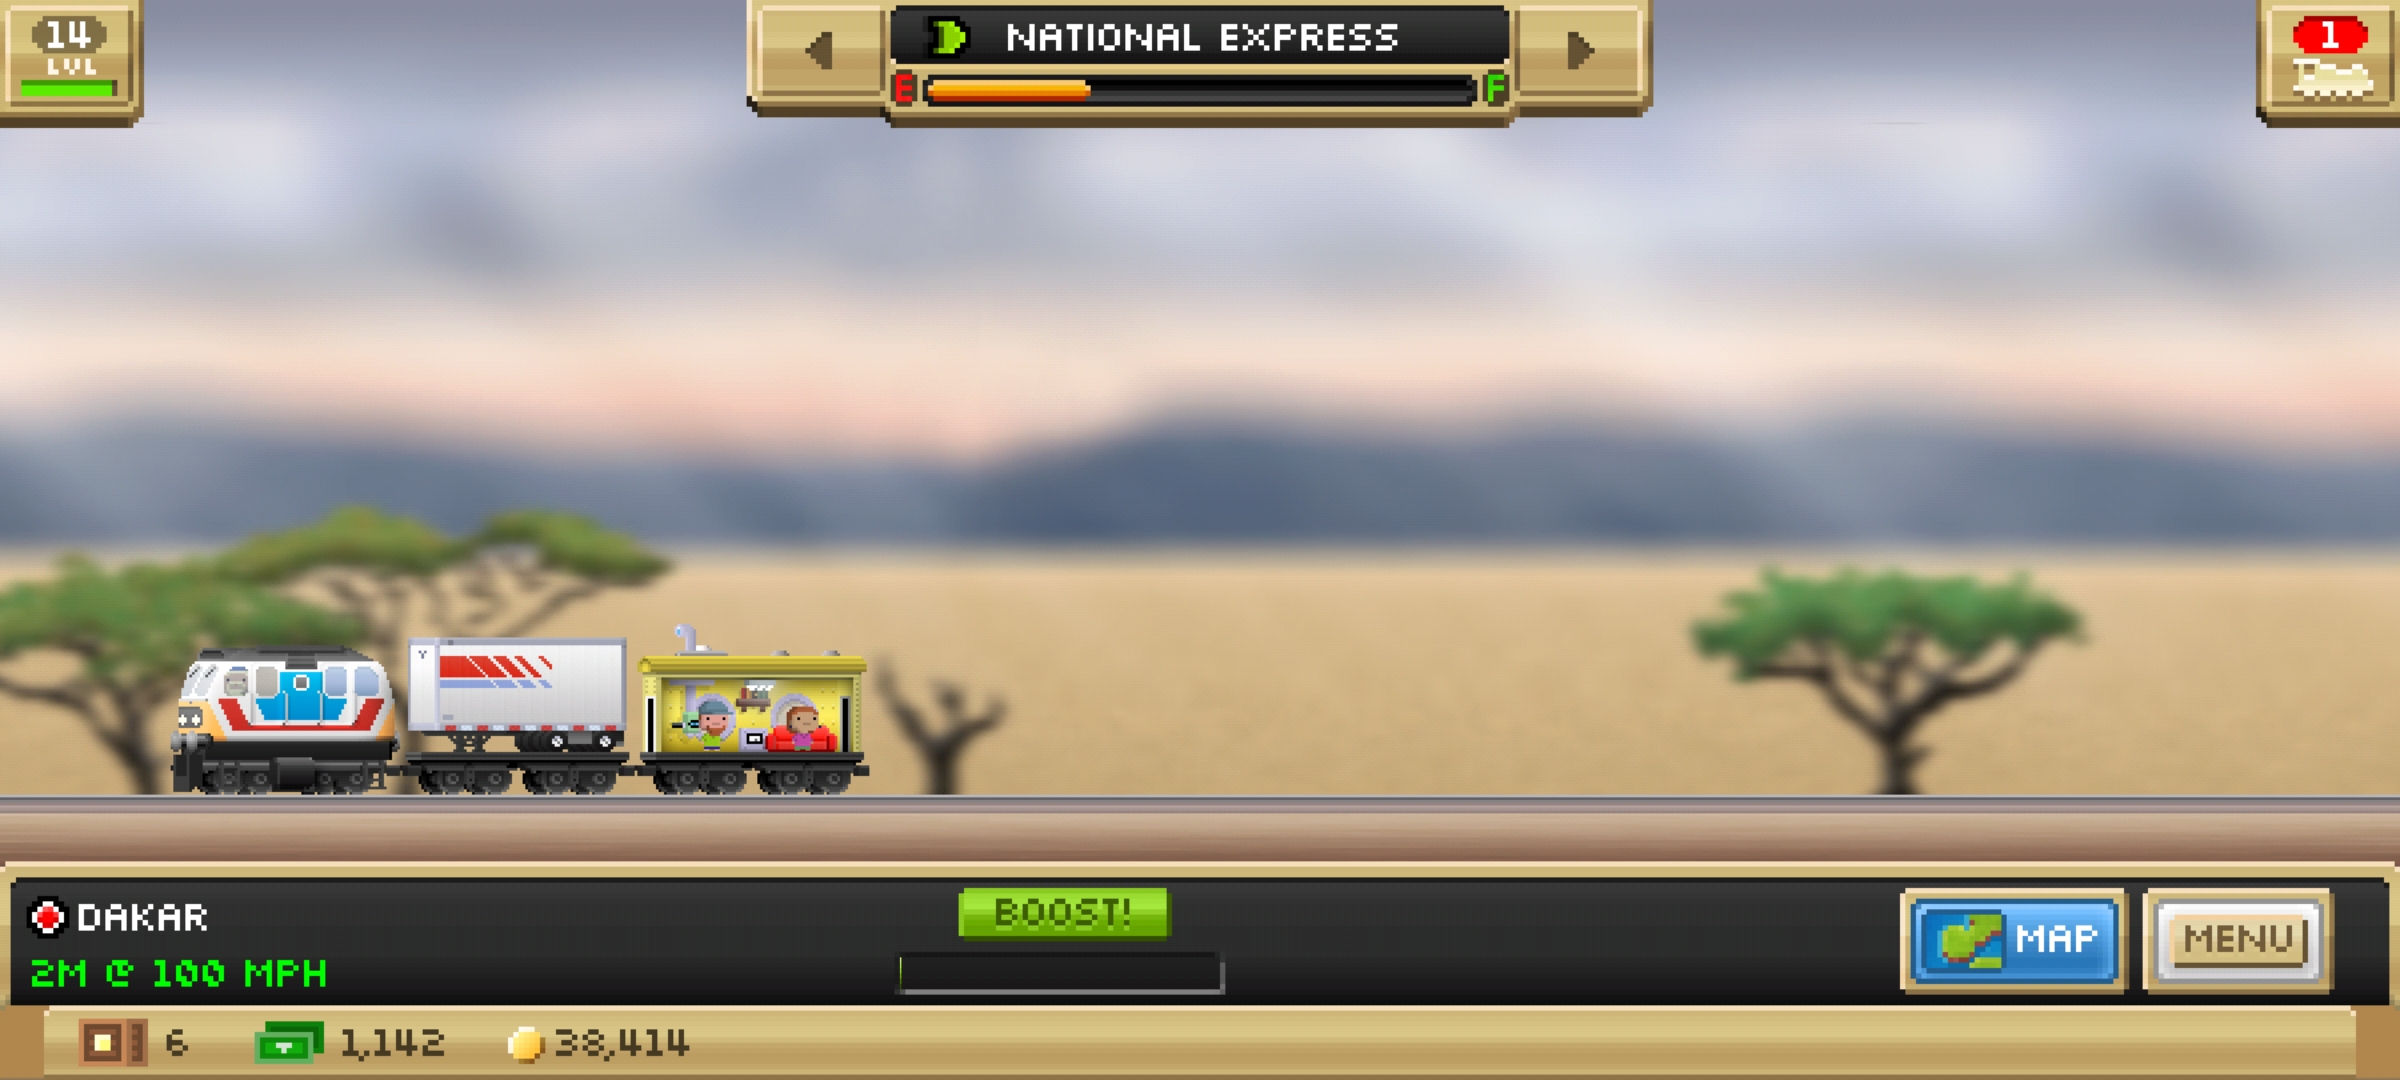 14
LVL
NATIONAL EXPRESS
E
F
1
DAKAR
2M @ 100 MPH
BOOST!
MAP
MENU
6
1,142
38,414